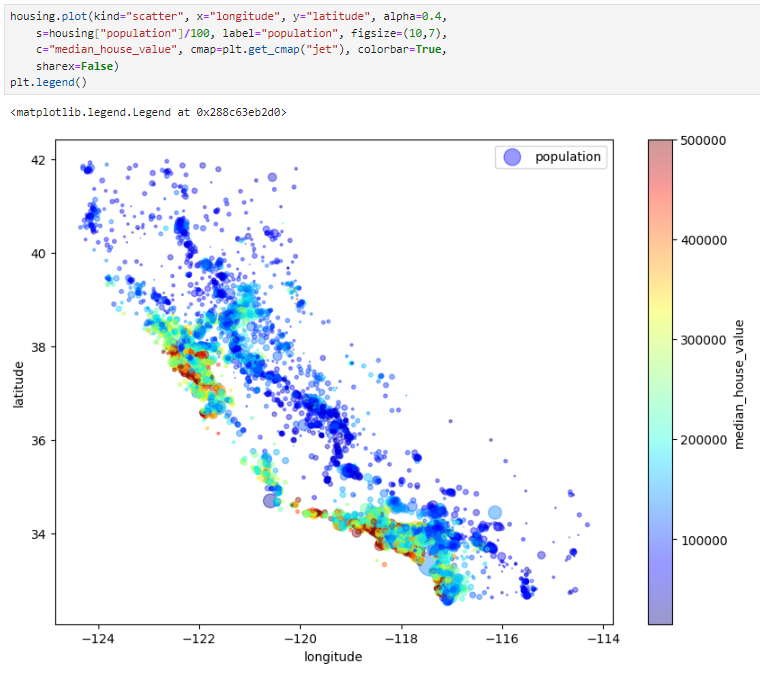 housing.plot(kind="scatter", x="longitude", y="latitude", alpha=0.4,
    s=housing["population"]/100, label="population", figsize=(10,7),
    c="median_house_value", cmap=plt.get_cmap("jet"), colorbar=True,
    sharex=False)
plt.legend()
<matplotlib.legend.Legend at 0x288c63eb2d0>
population
42
40
38
36
34
latitude
−124
−122
−120
−118
−116
−114
longitude
500000
400000
300000
200000
100000
median_house_value